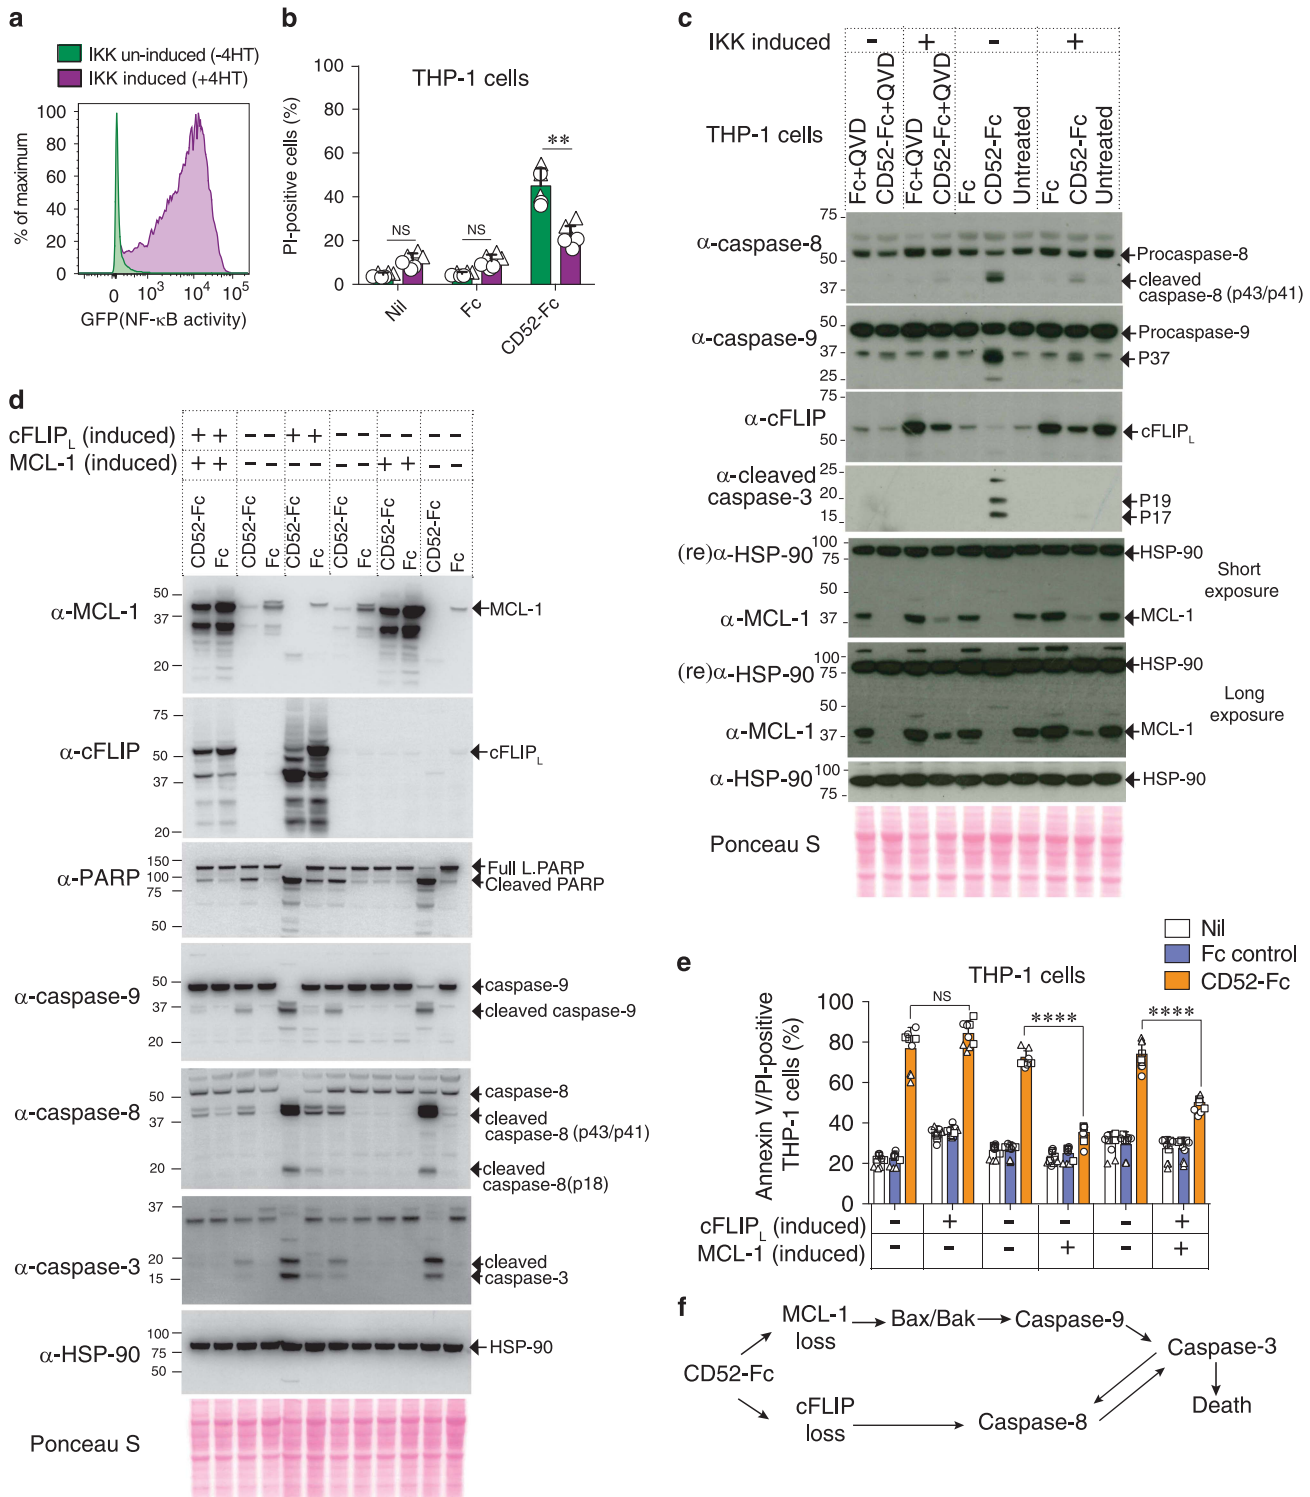 a
IKK un-induced (-4HT)
IKK induced (+4HT)
% of maximum
100
80
60
40
20
0
0 10³ 10⁴ 10⁵
GFP(NF-κB activity)
b
THP-1 cells
PI-positive cells (%)
100
80
60
40
20
0
NS
NS
**
Nil
Fc
CD52-Fc
c
IKK induced
- + - +
THP-1 cells
Fc+QVD
CD52-Fc+QVD
Fc+QVD
CD52-Fc+QVD
Fc
CD52-Fc
Untreated
Fc
CD52-Fc
Untreated
α-caspase-8
75
50
37
Procaspase-8
cleaved
caspase-8 (p43/p41)
α-caspase-9
50
37
25
Procaspase-9
P37
α-cFLIP
75
50
cFLIPL
α-cleaved
caspase-3
25
20
15
P19
P17
(re)α-HSP-90
100
75
HSP-90
Short
exposure
50
α-MCL-1
37
MCL-1
(re)α-HSP-90
100
75
HSP-90
Long
exposure
50
α-MCL-1
37
MCL-1
α-HSP-90
100
75
HSP-90
Ponceau S
d
cFLIPL (induced)
+ + - - + + - - - - - -
MCL-1 (induced)
+ + - - - - - - + + - -
CD52-Fc
Fc
CD52-Fc
Fc
CD52-Fc
Fc
CD52-Fc
Fc
CD52-Fc
Fc
CD52-Fc
Fc
α-MCL-1
50
37
20
MCL-1
α-cFLIP
75
50
37
20
cFLIPL
α-PARP
150
100
75
50
Full L.PARP
Cleaved PARP
α-caspase-9
50
37
20
caspase-9
cleaved caspase-9
α-caspase-8
50
37
20
caspase-8
cleaved
caspase-8 (p43/p41)
cleaved
caspase-8(p18)
α-caspase-3
37
20
15
cleaved
caspase-3
α-HSP-90
100
75
50
HSP-90
Ponceau S
e
Nil
Fc control
CD52-Fc
THP-1 cells
Annexin V/PI-positive
THP-1 cells (%)
100
80
60
40
20
0
NS
****
****
cFLIPL (induced)
- + - - - +
MCL-1 (induced)
- - - + - +
f
MCL-1
loss
Bax/Bak
Caspase-9
CD52-Fc
Caspase-3
cFLIP
loss
Caspase-8
Death